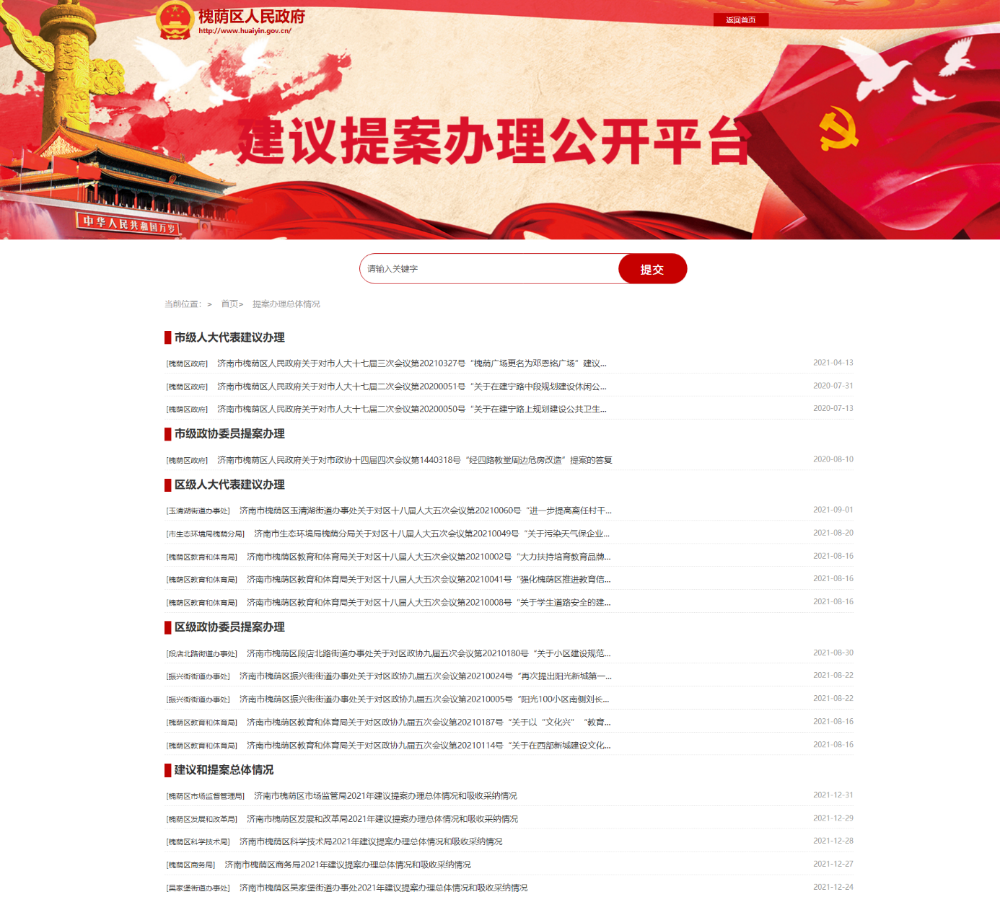 槐荫区人民政府
http://www.huaiyin.gov.cn/
返回首页
建议提案办理公开平台
中华人民共和国万岁
请输入关键字
提交
当前位置： > 首页> 提案办理总体情况
市级人大代表建议办理
[槐荫区政府] 济南市槐荫区人民政府关于对市人大十七届三次会议第20210327号“槐荫广场更名为邓恩铭广场”建议... 2021-04-13
[槐荫区政府] 济南市槐荫区人民政府关于对市人大十七届二次会议第20200051号“关于在建宁路中段规划建设休闲公... 2020-07-31
[槐荫区政府] 济南市槐荫区人民政府关于对市人大十七届二次会议第20200050号“关于在建宁路上规划建设公共卫生... 2020-07-13
市级政协委员提案办理
[槐荫区政府] 济南市槐荫区人民政府关于对市政协十四届四次会议第1440318号“经四路教堂周边危房改造”提案的答复 2020-08-10
区级人大代表建议办理
[玉清湖街道办事处] 济南市槐荫区玉清湖街道办事处关于对区十八届人大五次会议第20210060号“进一步提高离任村干... 2021-09-01
[市生态环境局槐荫分局] 济南市生态环境局槐荫分局关于对区十八届人大五次会议第20210049号“关于污染天气保企业... 2021-08-20
[槐荫区教育和体育局] 济南市槐荫区教育和体育局关于对区十八届人大五次会议第20210002号“大力扶持培育教育品牌... 2021-08-16
[槐荫区教育和体育局] 济南市槐荫区教育和体育局关于对区十八届人大五次会议第20210041号“强化槐荫区推进教育信... 2021-08-16
[槐荫区教育和体育局] 济南市槐荫区教育和体育局关于对区十八届人大五次会议第20210008号“关于学生道路安全的建... 2021-08-16
区级政协委员提案办理
[段店北路街道办事处] 济南市槐荫区段店北路街道办事处关于对区政协九届五次会议第20210180号“关于小区建设规范... 2021-08-30
[振兴街街道办事处] 济南市槐荫区振兴街街道办事处关于对区政协九届五次会议第20210024号“再次提出阳光新城第一... 2021-08-22
[振兴街街道办事处] 济南市槐荫区振兴街街道办事处关于对区政协九届五次会议第20210005号“阳光100小区南侧刘长... 2021-08-22
[槐荫区教育和体育局] 济南市槐荫区教育和体育局关于对区政协九届五次会议第20210187号“关于以“文化兴”“教育... 2021-08-16
[槐荫区教育和体育局] 济南市槐荫区教育和体育局关于对区政协九届五次会议第20210114号“关于在西部新城建设文化... 2021-08-16
建议和提案总体情况
[槐荫区市场监督管理局] 济南市槐荫区市场监管局2021年建议提案办理总体情况和吸收采纳情况 2021-12-31
[槐荫区发展和改革局] 济南市槐荫区发展和改革局2021年建议提案办理总体情况和吸收采纳情况 2021-12-29
[槐荫区科学技术局] 济南市槐荫区科学技术局2021年建议提案办理总体情况和吸收采纳情况 2021-12-28
[槐荫区商务局] 济南市槐荫区商务局2021年建议提案办理总体情况和吸收采纳情况 2021-12-27
[吴家堡街道办事处] 济南市槐荫区吴家堡街道办事处2021年建议提案办理总体情况和吸收采纳情况 2021-12-24